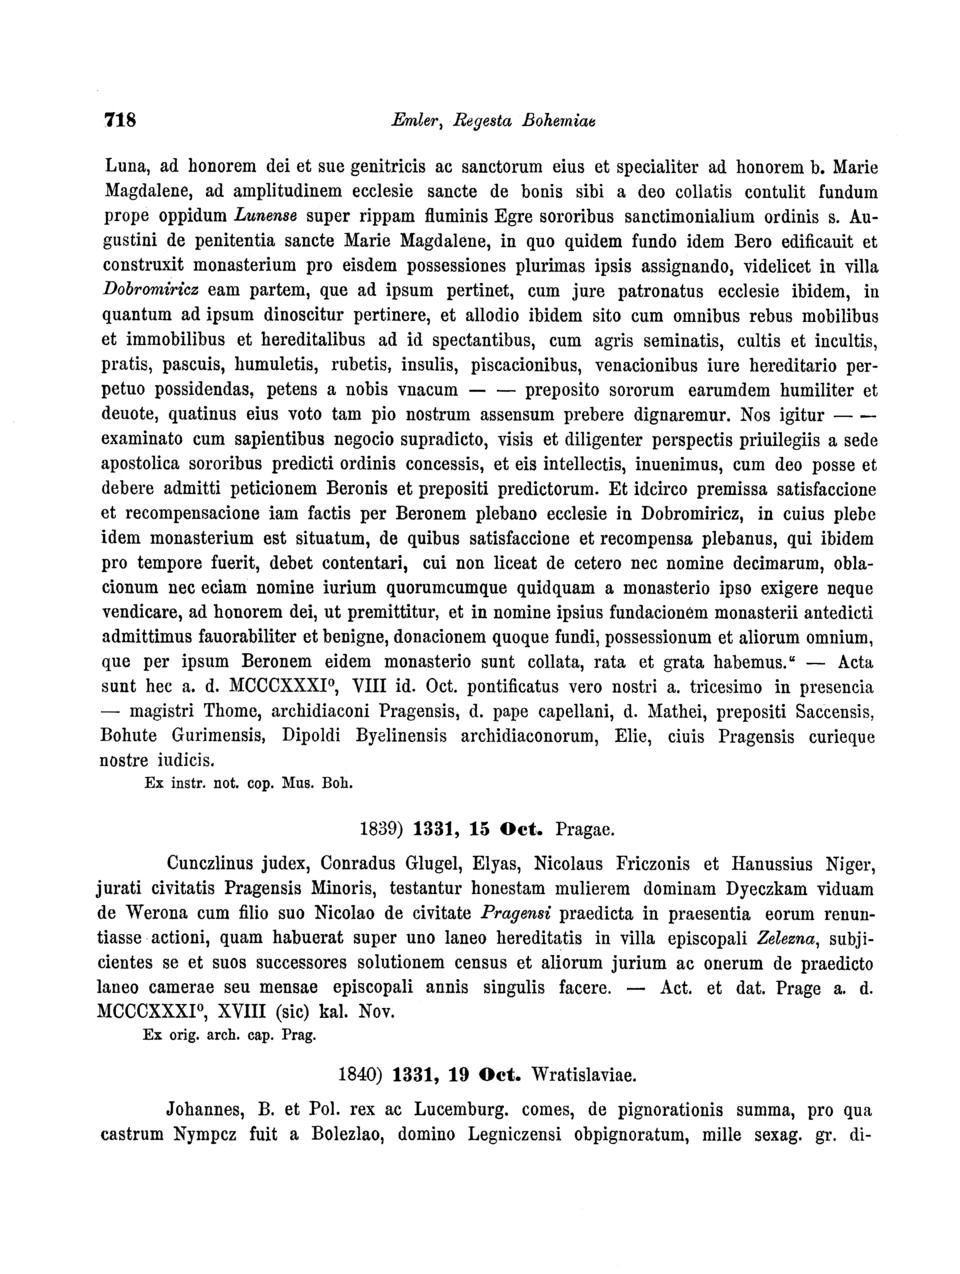 718 Emler, Regesta Bohemiae
Luna, ad honorem dei et sue genitricis ac sanctorum eius et specialiter ad honorem b. Marie
Magdalene, ad amplitudinem ecclesie sancte de bonis sibi a deo collatis contulit fundum
prope oppidum Lunense super rippam fluminis Egre sororibus sanctimonialium ordinis s. Au-
gustini de penitentia sancte Marie Magdalene, in quo quidem fundo idem Bero edificauit et
construxit monasterium pro eisdem possessiones plurimas ipsis assignando, videlicet in villa
Dobromiricz eam partem, que ad ipsum pertinet, cum jure patronatus ecclesie ibidem, in
quantum ad ipsum dinoscitur pertinere, et allodio ibidem sito cum omnibus rebus mobilibus
et immobilibus et hereditalibus ad id spectantibus, cum agris seminatis, cultis et incultis,
pratis, pascuis, humuletis, rubetis, insulis, piscacionibus, venacionibus iure hereditario per-
petuo possidendas, petens a nobis vnacum — — preposito sororum earumdem humiliter et
deuote, quatinus eius voto tam pio nostrum assensum prebere dignaremur. Nos igitur — —
examinato cum sapientibus negocio supradicto, visis et diligenter perspectis priuilegiis a sede
apostolica sororibus predicti ordinis concessis, et eis intellectis, inuenimus, cum deo posse et
debere admitti peticionem Beronis et prepositi predictorum. Et idcirco premissa satisfaccione
et recompensacione iam factis per Beronem plebano ecclesie in Dobromiricz, in cuius plebe
idem monasterium est situatum, de quibus satisfaccione et recompensa plebanus, qui ibidem
pro tempore fuerit, debet contentari, cui non liceat de cetero nec nomine decimarum, obla-
cionum nec eciam nomine iurium quorumcumque quidquam a monasterio ipso exigere neque
vendicare, ad honorem dei, ut premittitur, et in nomine ipsius fundacionem monasterii antedicti
admittimus fauorabiliter et benigne, donacionem quoque fundi, possessionum et aliorum omnium,
que per ipsum Beronem eidem monasterio sunt collata, rata et grata habemus.“ — Acta
sunt hec a. d. MCCCXXXI⁰, VIII id. Oct. pontificatus vero nostri a. tricesimo in presencia
— magistri Thome, archidiaconi Pragensis, d. pape capellani, d. Mathei, prepositi Saccensis,
Bohute Gurimensis, Dipoldi Byelinensis archidiaconorum, Elie, ciuis Pragensis curieque
nostre iudicis.
Ex instr. not. cop. Mus. Boh.
1839) 1331, 15 Oct. Pragae.
Cunczlinus judex, Conradus Glugel, Elyas, Nicolaus Friczonis et Hanussius Niger,
jurati civitatis Pragensis Minoris, testantur honestam mulierem dominam Dyeczkam viduam
de Werona cum filio suo Nicolao de civitate Pragensi praedicta in praesentia eorum renun-
tiasse actioni, quam habuerat super uno laneo hereditatis in villa episcopali Zelezna, subji-
cientes se et suos successores solutionem census et aliorum jurium ac onerum de praedicto
laneo camerae seu mensae episcopali annis singulis facere. — Act. et dat. Prage a. d.
MCCCXXXI⁰, XVIII (sic) kal. Nov.
Ex orig. arch. cap. Prag.
1840) 1331, 19 Oct. Wratislaviae.
Johannes, B. et Pol. rex ac Lucemburg. comes, de pignorationis summa, pro qua
castrum Nympcz fuit a Bolezlao, domino Legniczensi obpignoratum, mille sexag. gr. di-